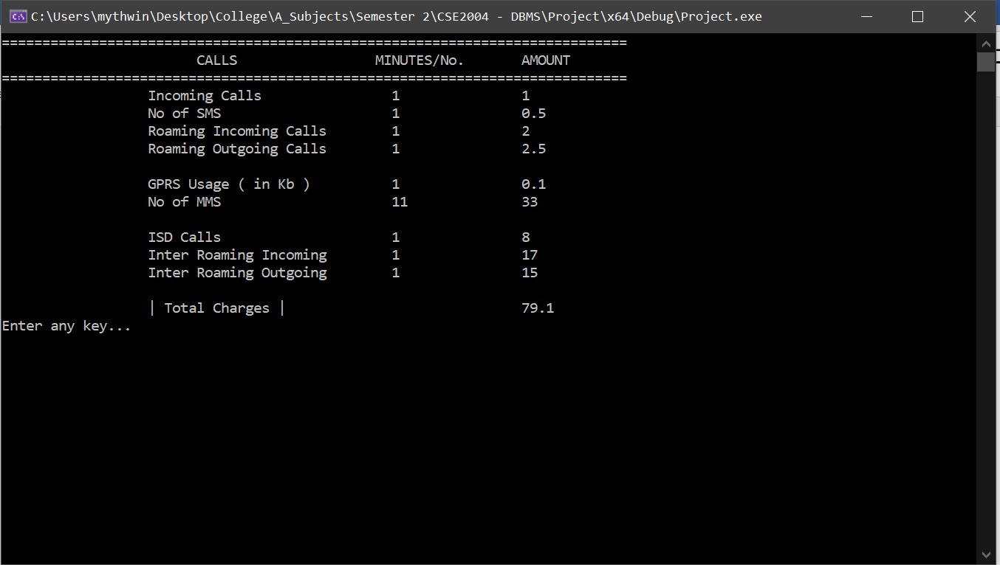 C:\Users\mythwin\Desktop\College\A_Subjects\Semester 2\CSE2004 - DBMS\Project\x64\Debug\Project.exe
=============================================================================
CALLS MINUTES/No. AMOUNT
=============================================================================
Incoming Calls 1 1
No of SMS 1 0.5
Roaming Incoming Calls 1 2
Roaming Outgoing Calls 1 2.5
GPRS Usage ( in Kb ) 1 0.1
No of MMS 11 33
ISD Calls 1 8
Inter Roaming Incoming 1 17
Inter Roaming Outgoing 1 15
| Total Charges | 79.1
Enter any key...